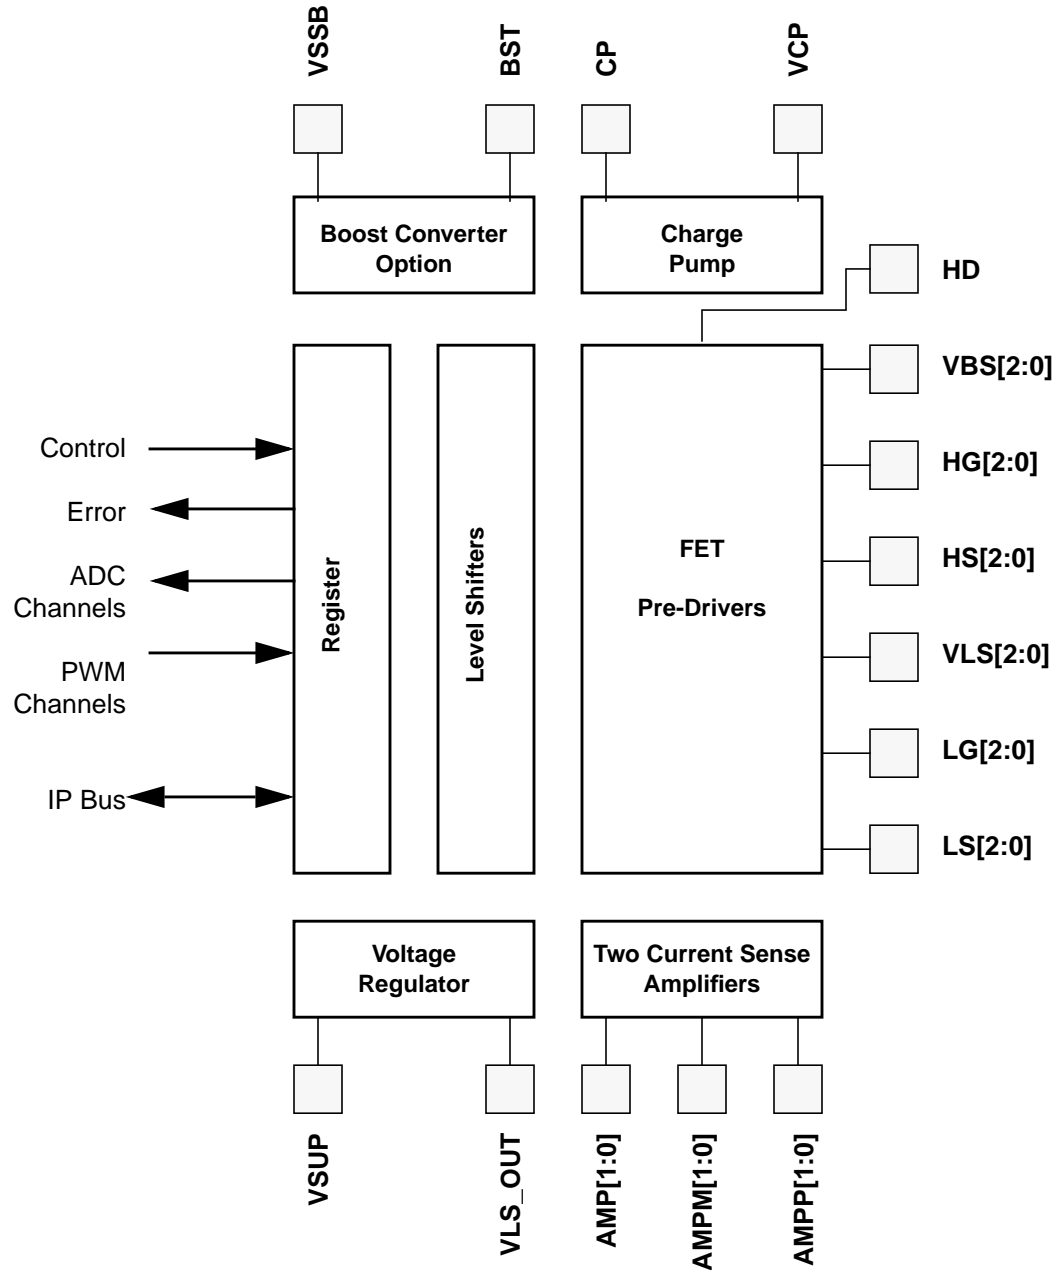 VSSB
BST
CP
VCP
Boost Converter
Option
Charge
Pump
HD
VBS[2:0]
HG[2:0]
HS[2:0]
VLS[2:0]
LG[2:0]
LS[2:0]
Control
Error
ADC
Channels
PWM
Channels
IP Bus
Register
Level Shifters
FET
Pre-Drivers
Voltage
Regulator
Two Current Sense
Amplifiers
VSUP
VLS_OUT
AMP[1:0]
AMPM[1:0]
AMPP[1:0]